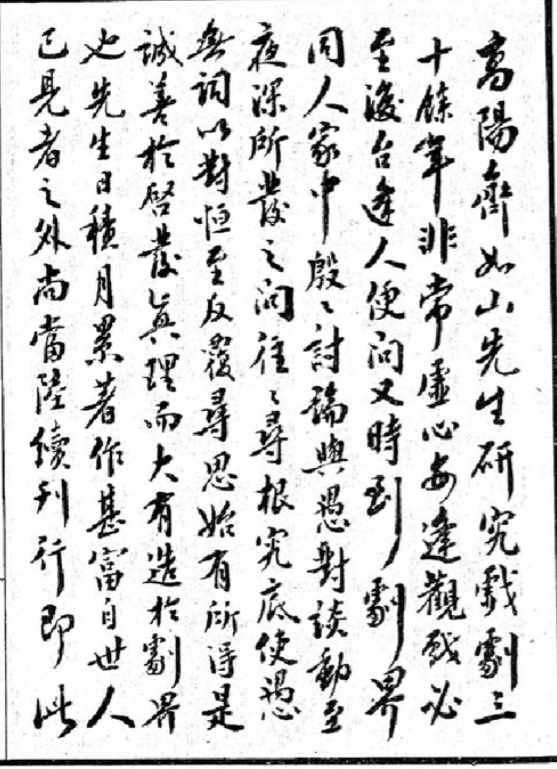 高陽齊如山先生研究戲劇三
十餘年非常虛心每逢觀戲必
至後台逢人便問又時到劇界
同人家中殷〻討論與愚對談動至
夜深所發之問往〻尋根究底使愚
無詞以對恒至反覆尋思始有所得是
誠善於啓發眞理而大有造於劇界
也先生日積月累著作甚富自世人
已見者之外尚當陸續刊行即此